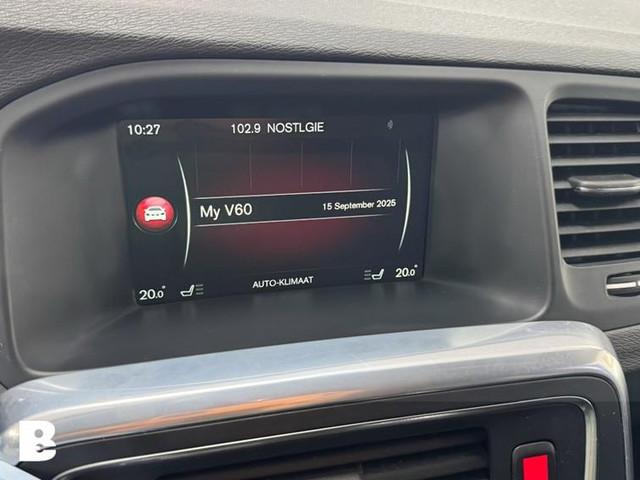 10:27 102.9 NOSTLGIE
My V60 15 September 2025
20.0° AUTO-KLIMAAT 20.0°
B